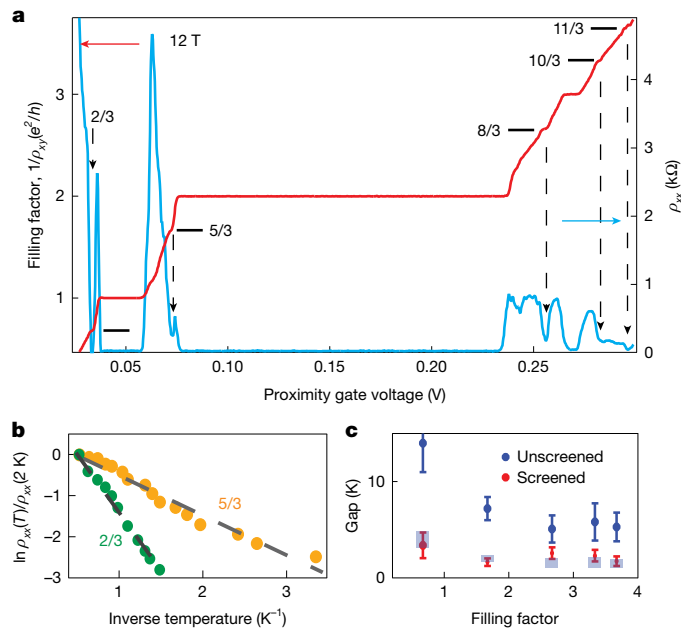 a
12 T
2/3
5/3
8/3
10/3
11/3
Filling factor, 1/ρxy(e²/h)
3
2
1
ρxx (kΩ)
4
3
2
1
0
0.05
0.10
0.15
0.20
0.25
Proximity gate voltage (V)
b
ln ρxx(T)/ρxx(2 K)
0
−1
−2
−3
5/3
2/3
1
2
3
Inverse temperature (K⁻¹)
c
Unscreened
Screened
Gap (K)
10
0
0
1
2
3
4
Filling factor